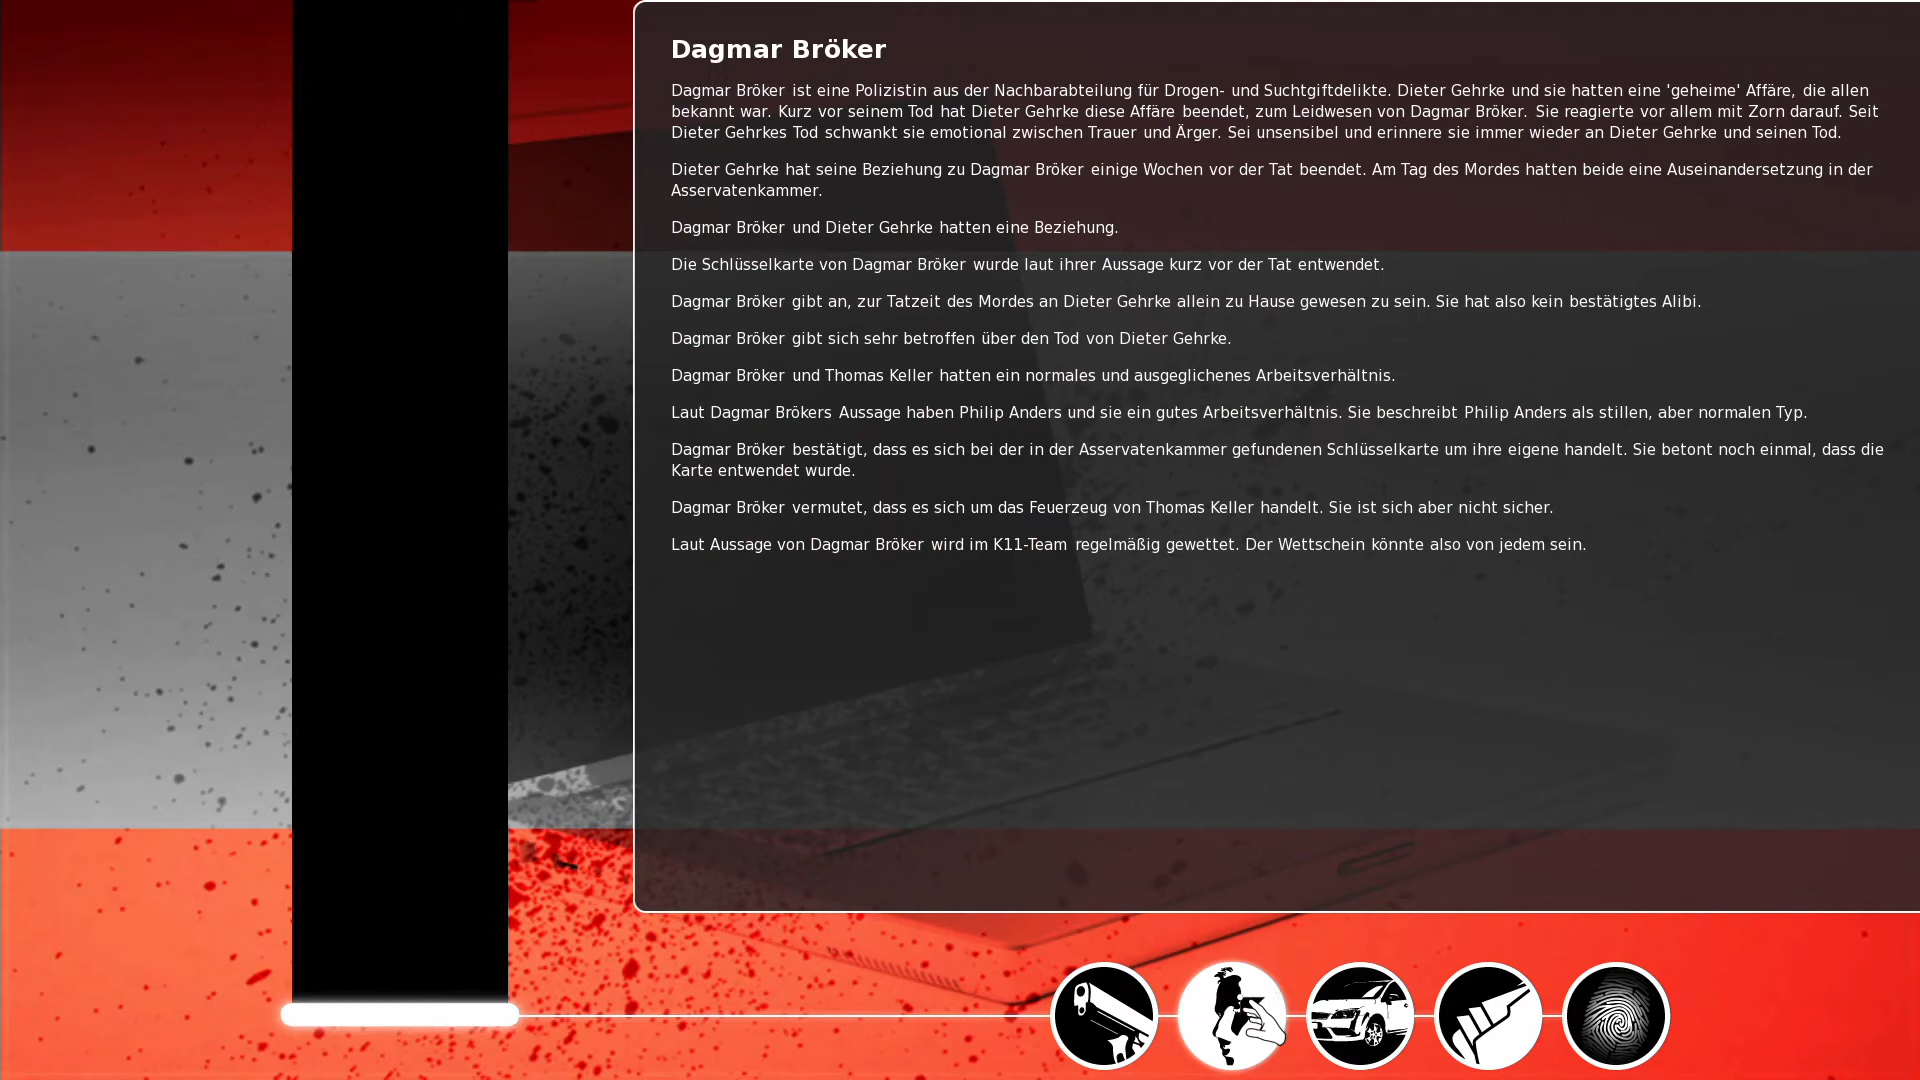 Dagmar Bröker
Dagmar Bröker ist eine Polizistin aus der Nachbarabteilung für Drogen- und Suchtgiftdelikte. Dieter Gehrke und sie hatten eine 'geheime' Affäre, die allen
bekannt war. Kurz vor seinem Tod hat Dieter Gehrke diese Affäre beendet, zum Leidwesen von Dagmar Bröker. Sie reagierte vor allem mit Zorn darauf. Seit
Dieter Gehrkes Tod schwankt sie emotional zwischen Trauer und Ärger. Sei unsensibel und erinnere sie immer wieder an Dieter Gehrke und seinen Tod.
Dieter Gehrke hat seine Beziehung zu Dagmar Bröker einige Wochen vor der Tat beendet. Am Tag des Mordes hatten beide eine Auseinandersetzung in der
Asservatenkammer.
Dagmar Bröker und Dieter Gehrke hatten eine Beziehung.
Die Schlüsselkarte von Dagmar Bröker wurde laut ihrer Aussage kurz vor der Tat entwendet.
Dagmar Bröker gibt an, zur Tatzeit des Mordes an Dieter Gehrke allein zu Hause gewesen zu sein. Sie hat also kein bestätigtes Alibi.
Dagmar Bröker gibt sich sehr betroffen über den Tod von Dieter Gehrke.
Dagmar Bröker und Thomas Keller hatten ein normales und ausgeglichenes Arbeitsverhältnis.
Laut Dagmar Brökers Aussage haben Philip Anders und sie ein gutes Arbeitsverhältnis. Sie beschreibt Philip Anders als stillen, aber normalen Typ.
Dagmar Bröker bestätigt, dass es sich bei der in der Asservatenkammer gefundenen Schlüsselkarte um ihre eigene handelt. Sie betont noch einmal, dass die
Karte entwendet wurde.
Dagmar Bröker vermutet, dass es sich um das Feuerzeug von Thomas Keller handelt. Sie ist sich aber nicht sicher.
Laut Aussage von Dagmar Bröker wird im K11-Team regelmäßig gewettet. Der Wettschein könnte also von jedem sein.